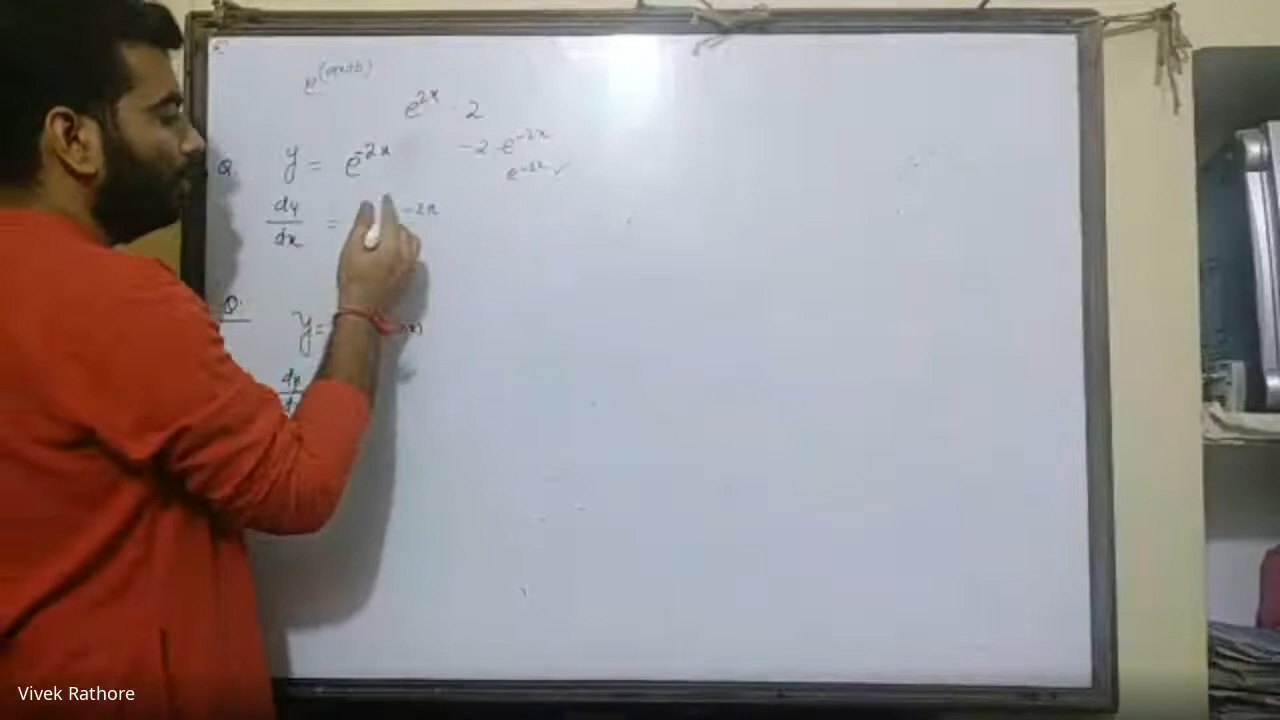 e^(ax+b)
e^2x · 2
Q. y = e^-2x
-2 · e^-2x
e^-2x ✓
dy/dx = -2x
Q.
y =
Vivek Rathore